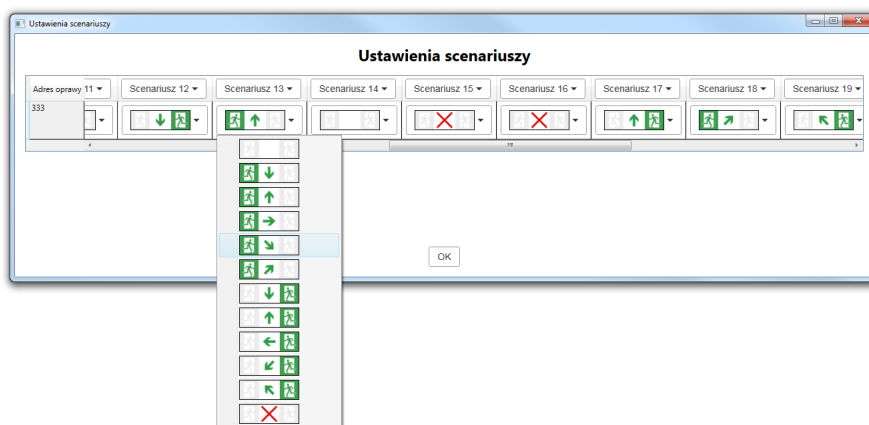 Ustawienia scenariuszy
Ustawienia scenariuszy
Adres oprawy 11 Scenariusz 12 Scenariusz 13 Scenariusz 14 Scenariusz 15 Scenariusz 16 Scenariusz 17 Scenariusz 18 Scenariusz 19
333
OK